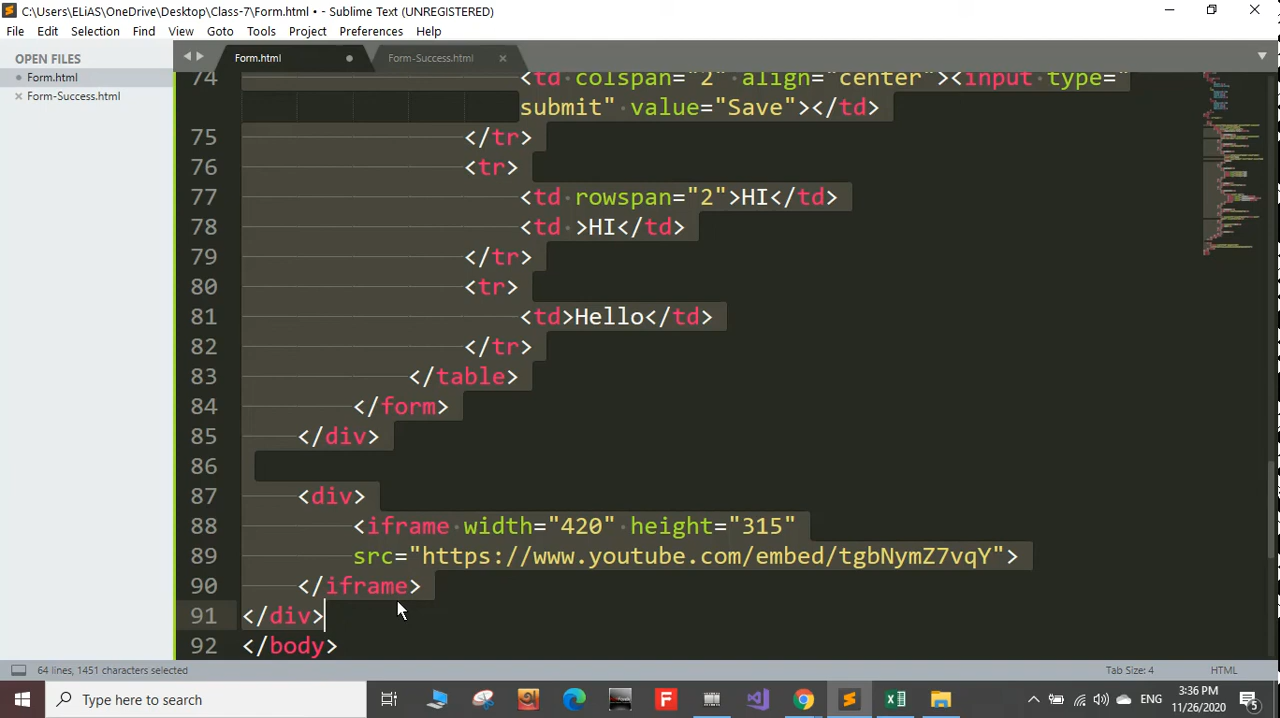 C:\Users\ELiAS\OneDrive\Desktop\Class-7\Form.html • - Sublime Text (UNREGISTERED)
File Edit Selection Find View Goto Tools Project Preferences Help
OPEN FILES
Form.html
Form-Success.html
Form.html
Form-Success.html
74 <td colspan="2" align="center"><input type="
submit" value="Save"></td>
75 </tr>
76 <tr>
77 <td rowspan="2">HI</td>
78 <td >HI</td>
79 </tr>
80 <tr>
81 <td>Hello</td>
82 </tr>
83 </table>
84 </form>
85 </div>
86
87 <div>
88 <iframe width="420" height="315"
89 src="https://www.youtube.com/embed/tgbNymZ7vqY">
90 </iframe>
91 </div>
92 </body>
64 lines, 1451 characters selected
Tab Size: 4
HTML
Type here to search
F
ENG
3:36 PM
11/26/2020
5